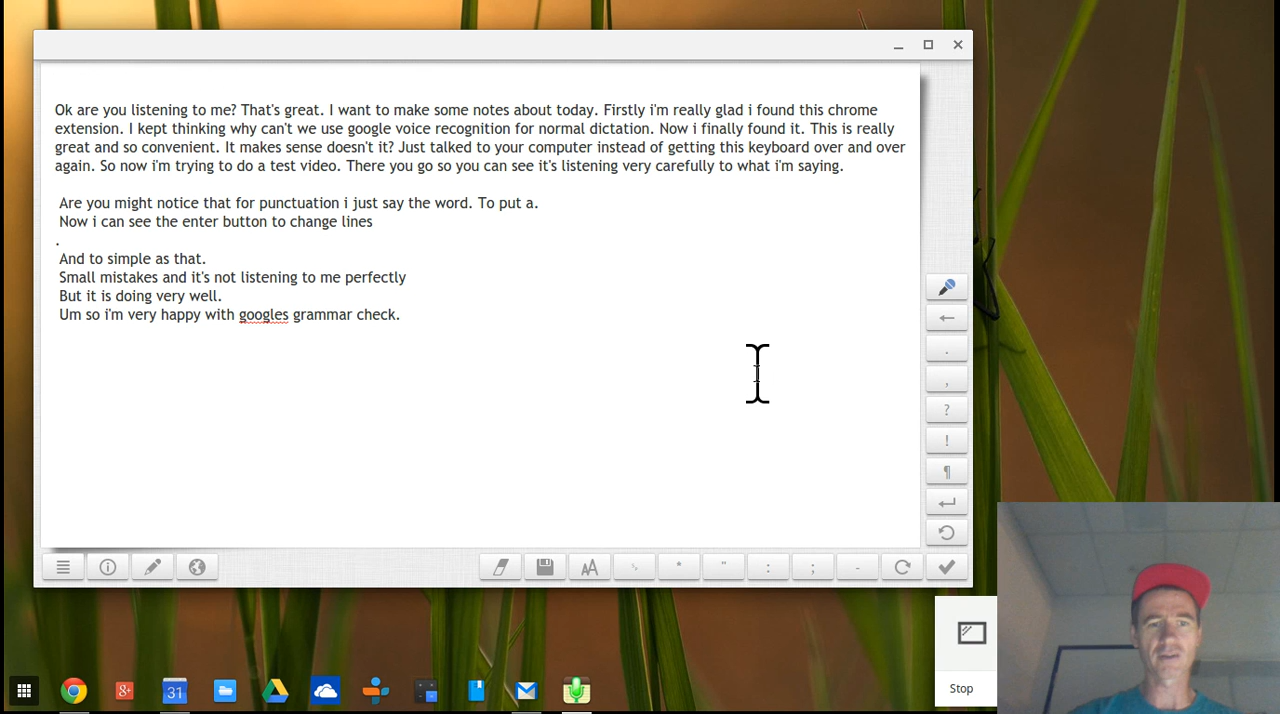 Ok are you listening to me? That's great. I want to make some notes about today. Firstly i'm really glad i found this chrome
extension. I kept thinking why can't we use google voice recognition for normal dictation. Now i finally found it. This is really
great and so convenient. It makes sense doesn't it? Just talked to your computer instead of getting this keyboard over and over
again. So now i'm trying to do a test video. There you go so you can see it's listening very carefully to what i'm saying.
Are you might notice that for punctuation i just say the word. To put a.
Now i can see the enter button to change lines
.
And to simple as that.
Small mistakes and it's not listening to me perfectly
But it is doing very well.
Um so i'm very happy with googles grammar check.
.
,
?
!
¶
AA
*
"
:
;
-
Stop
8+
31